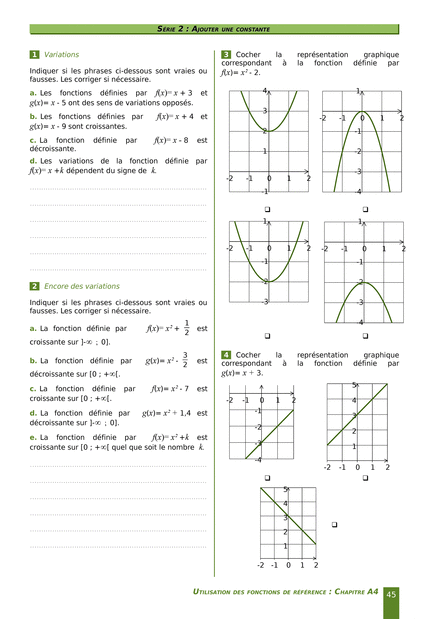 SÉRIE 2 : AJOUTER UNE CONSTANTE
1 Variations
Indiquer si les phrases ci-dessous sont vraies ou
fausses. Les corriger si nécessaire.
a. Les fonctions définies par f(x)= x + 3 et
g(x)= x - 5 ont des sens de variations opposés.
b. Les fonctions définies par f(x)= x + 4 et
g(x)= x - 9 sont croissantes.
c. La fonction définie par f(x)= x - 8 est
décroissante.
d. Les variations de la fonction définie par
f(x)= x + k dépendent du signe de k.
2 Encore des variations
Indiquer si les phrases ci-dessous sont vraies ou
fausses. Les corriger si nécessaire.
a. La fonction définie par f(x)= x² + 1/2 est
croissante sur ]-∞ ; 0].
b. La fonction définie par g(x)= x² - 3/2 est
décroissante sur [0 ; +∞[.
c. La fonction définie par f(x)= x² - 7 est
croissante sur [0 ; +∞[.
d. La fonction définie par g(x)= x² + 1,4 est
décroissante sur ]-∞ ; 0].
e. La fonction définie par f(x)= x² + k est
croissante sur [0 ; +∞[ quel que soit le nombre k.
3 Cocher la représentation graphique
correspondant à la fonction définie par
f(x)= x² - 2.
4
3
2
1
-2 -1 0 1 2
-1
1
-2 -1 0 1 2
-1
-2
-3
-4
1
-2 -1 0 1 2
-1
-2
-3
1
-2 -1 0 1 2
-1
-2
-3
-4
4 Cocher la représentation graphique
correspondant à la fonction définie par
g(x)= x + 3.
-2 -1 0 1 2
-1
-2
-3
-4
5
4
3
2
1
-2 -1 0 1 2
5
4
3
2
1
-2 -1 0 1 2
UTILISATION DES FONCTIONS DE RÉFÉRENCE : CHAPITRE A4 45